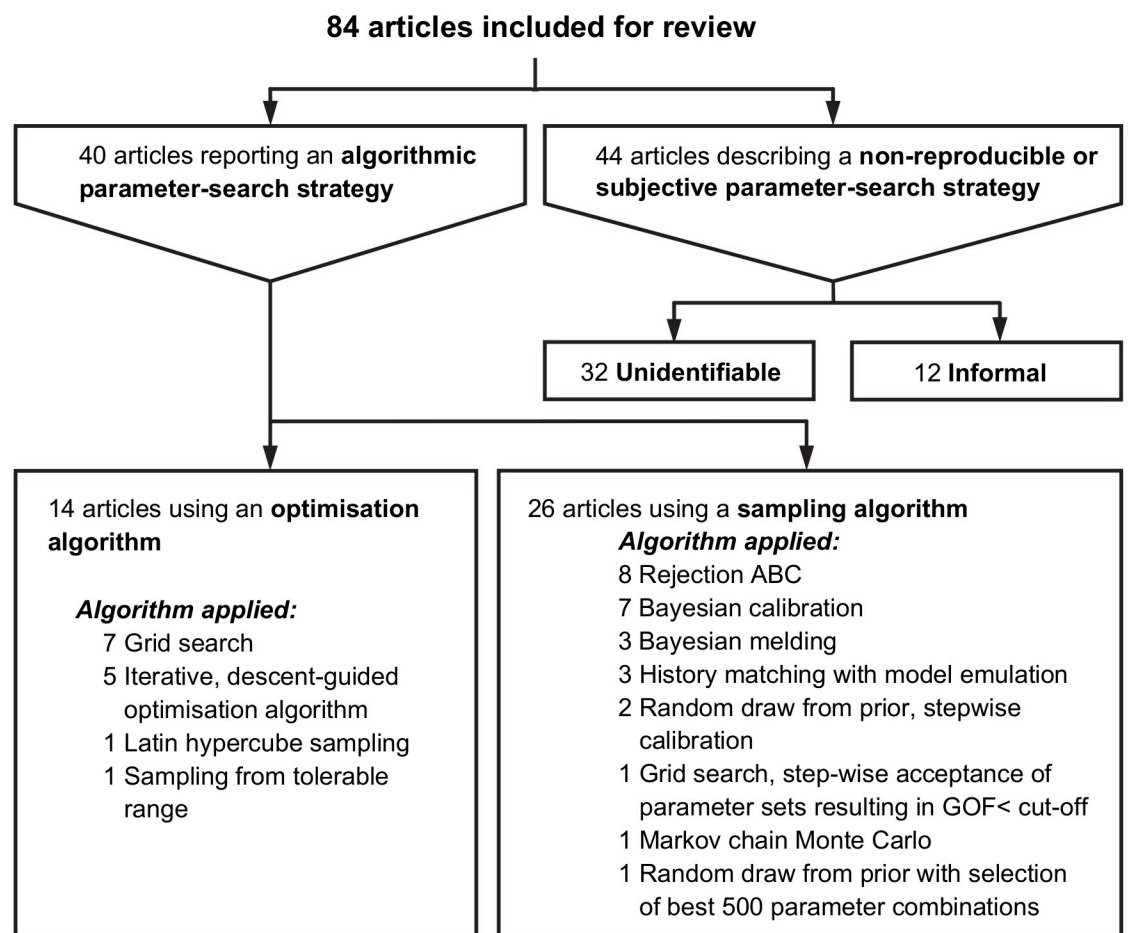 84 articles included for review
40 articles reporting an algorithmic
parameter-search strategy
44 articles describing a non-reproducible or
subjective parameter-search strategy
32 Unidentifiable
12 Informal
14 articles using an optimisation
algorithm
Algorithm applied:
7 Grid search
5 Iterative, descent-guided
optimisation algorithm
1 Latin hypercube sampling
1 Sampling from tolerable
range
26 articles using a sampling algorithm
Algorithm applied:
8 Rejection ABC
7 Bayesian calibration
3 Bayesian melding
3 History matching with model emulation
2 Random draw from prior, stepwise
calibration
1 Grid search, step-wise acceptance of
parameter sets resulting in GOF< cut-off
1 Markov chain Monte Carlo
1 Random draw from prior with selection
of best 500 parameter combinations